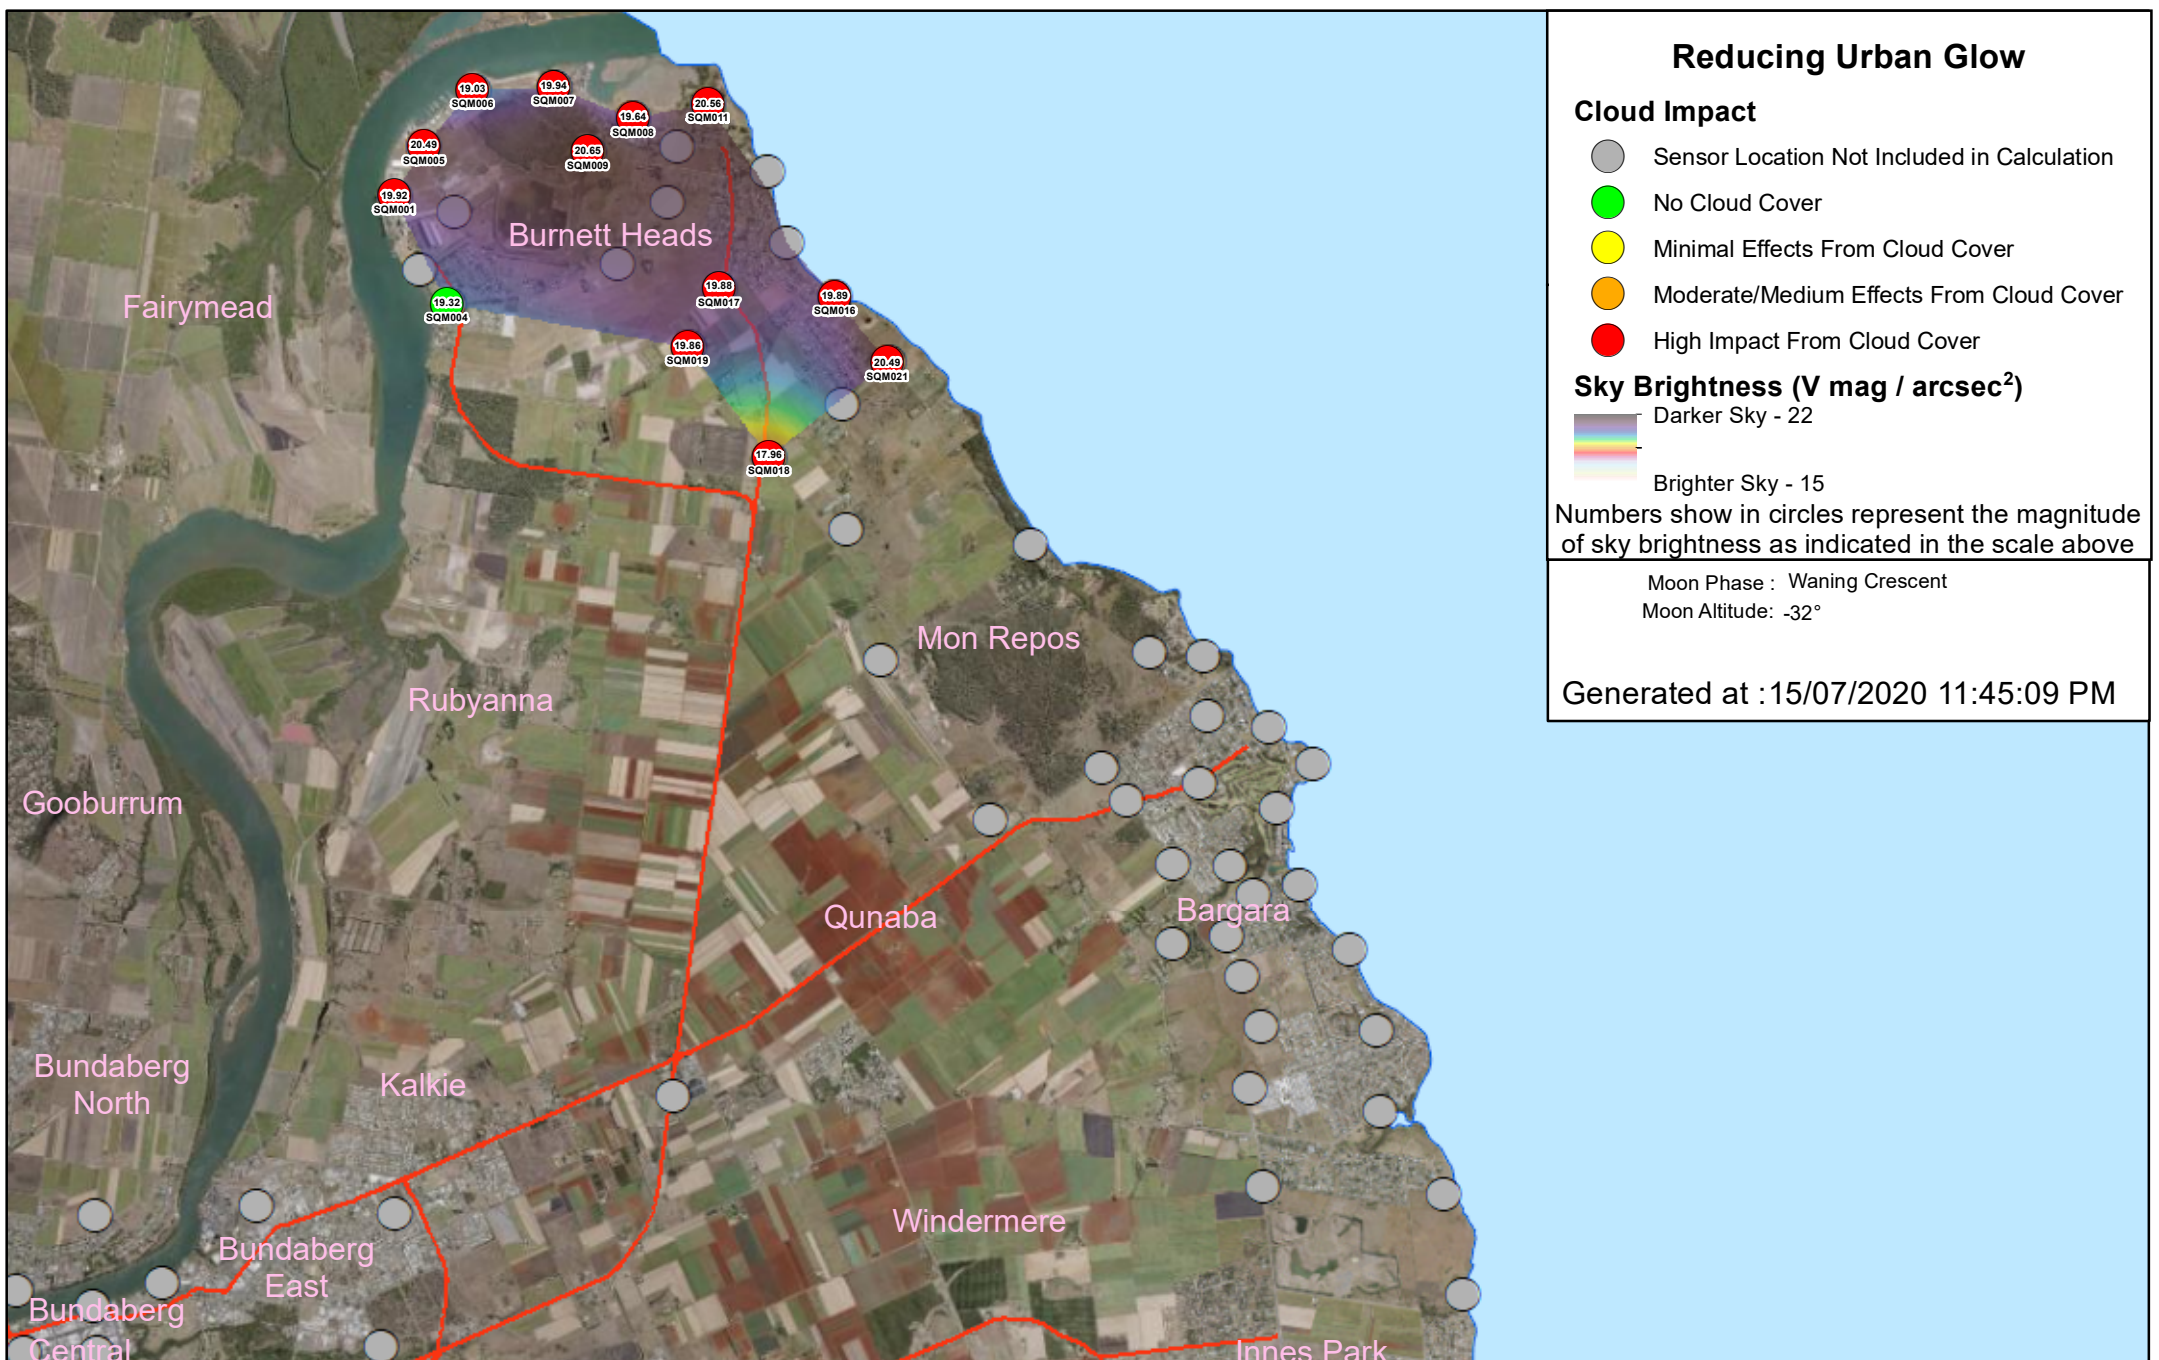 Reducing Urban Glow
Cloud Impact
Sensor Location Not Included in Calculation
No Cloud Cover
Minimal Effects From Cloud Cover
Moderate/Medium Effects From Cloud Cover
High Impact From Cloud Cover
Sky Brightness (V mag / arcsec²)
Darker Sky - 22
Brighter Sky - 15
Numbers show in circles represent the magnitude
of sky brightness as indicated in the scale above
Moon Phase : Waning Crescent
Moon Altitude: -32°
Generated at :15/07/2020 11:45:09 PM
19.03
SQM006
19.94
SQM007
19.64
SQM008
20.56
SQM011
20.49
SQM005
20.65
SQM009
19.92
SQM001
Burnett Heads
19.32
SQM004
19.88
SQM017
19.89
SQM016
19.86
SQM019
20.49
SQM021
17.96
SQM018
Fairymead
Mon Repos
Rubyanna
Gooburrum
Qunaba
Bargara
Bundaberg
North
Kalkie
Windermere
Bundaberg
East
Bundaberg
Central
Innes Park